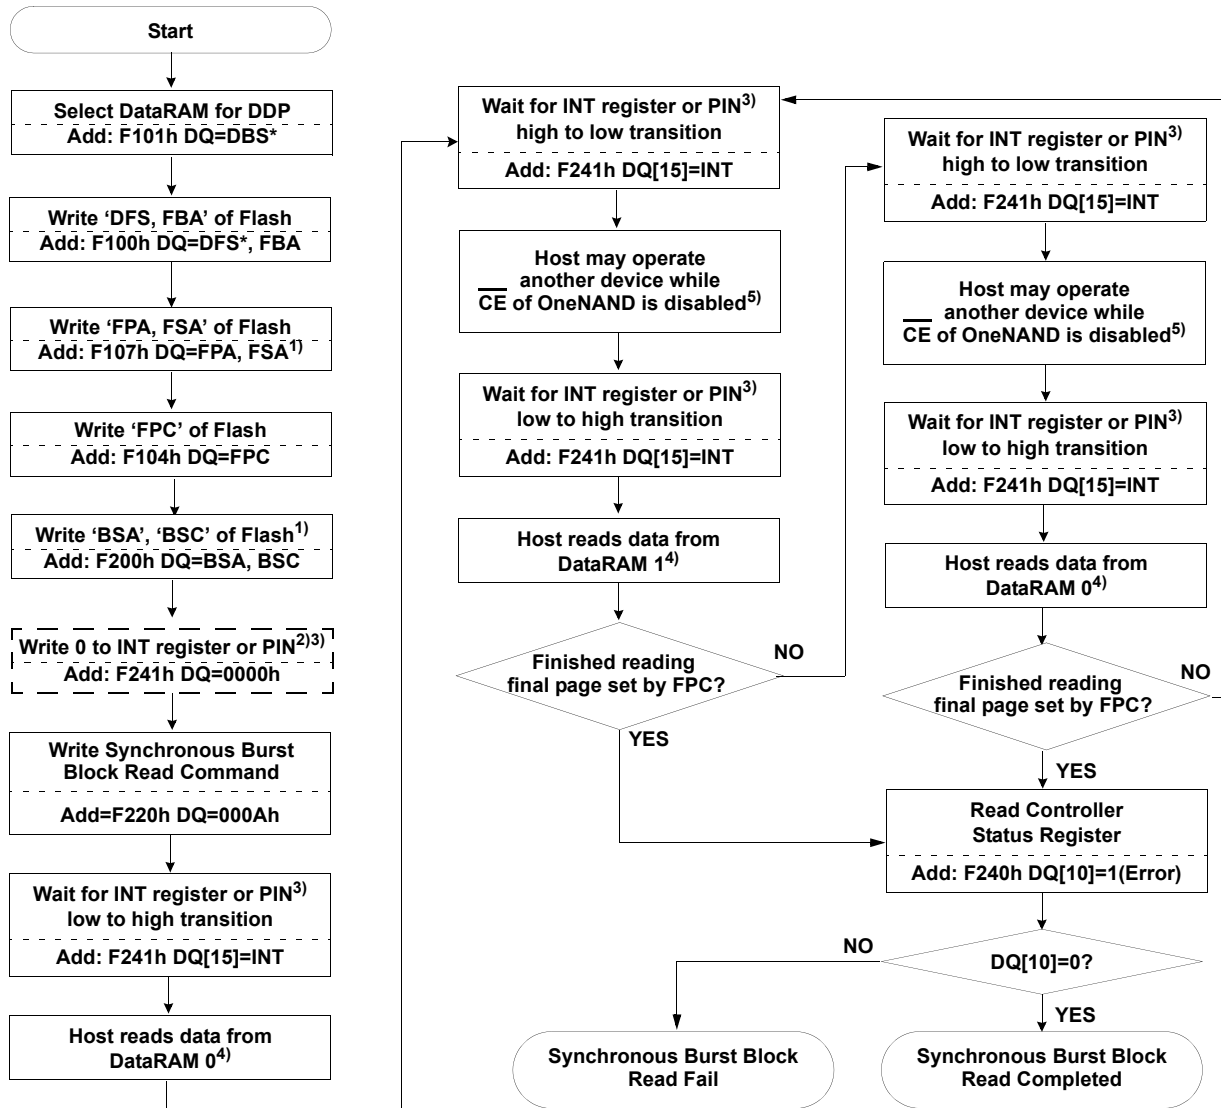 Start
Select DataRAM for DDP
Add: F101h DQ=DBS*
Write ‘DFS, FBA’ of Flash
Add: F100h DQ=DFS*, FBA
Write ‘FPA, FSA’ of Flash
Add: F107h DQ=FPA, FSA1)
Write ‘FPC’ of Flash
Add: F104h DQ=FPC
Write ‘BSA’, ‘BSC’ of Flash1)
Add: F200h DQ=BSA, BSC
Write 0 to INT register or PIN2)3)
Add: F241h DQ=0000h
Write Synchronous Burst
Block Read Command
Add=F220h DQ=000Ah
Wait for INT register or PIN3)
low to high transition
Add: F241h DQ[15]=INT
Host reads data from
DataRAM 04)
Wait for INT register or PIN3)
high to low transition
Add: F241h DQ[15]=INT
Host may operate
another device while
CE of OneNAND is disabled5)
Wait for INT register or PIN3)
low to high transition
Add: F241h DQ[15]=INT
Host reads data from
DataRAM 14)
Finished reading
final page set by FPC?
NO
YES
Wait for INT register or PIN3)
high to low transition
Add: F241h DQ[15]=INT
Host may operate
another device while
CE of OneNAND is disabled5)
Wait for INT register or PIN3)
low to high transition
Add: F241h DQ[15]=INT
Host reads data from
DataRAM 04)
Finished reading
final page set by FPC?
NO
YES
Read Controller
Status Register
Add: F240h DQ[10]=1(Error)
DQ[10]=0?
NO
YES
Synchronous Burst Block
Read Fail
Synchronous Burst Block
Read Completed